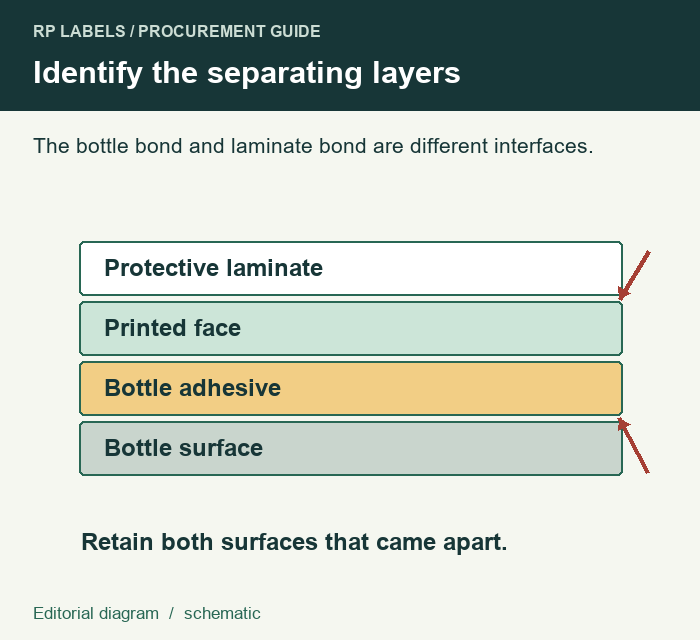 RP LABELS / PROCUREMENT GUIDE
Identify the separating layers
The bottle bond and laminate bond are different interfaces.
Protective laminate
Printed face
Bottle adhesive
Bottle surface
Retain both surfaces that came apart.
Editorial diagram / schematic